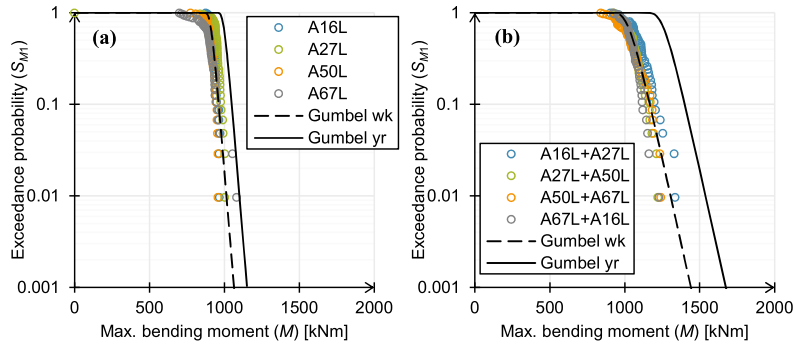 (a)
A16L
A27L
A50L
A67L
Gumbel wk
Gumbel yr
1
0.1
0.01
0.001
Exceedance probability (S_M1)
0
500
1000
1500
2000
Max. bending moment (M) [kNm]
(b)
A16L+A27L
A27L+A50L
A50L+A67L
A67L+A16L
Gumbel wk
Gumbel yr
1
0.1
0.01
0.001
Exceedance probability (S_M1)
0
500
1000
1500
2000
Max. bending moment (M) [kNm]